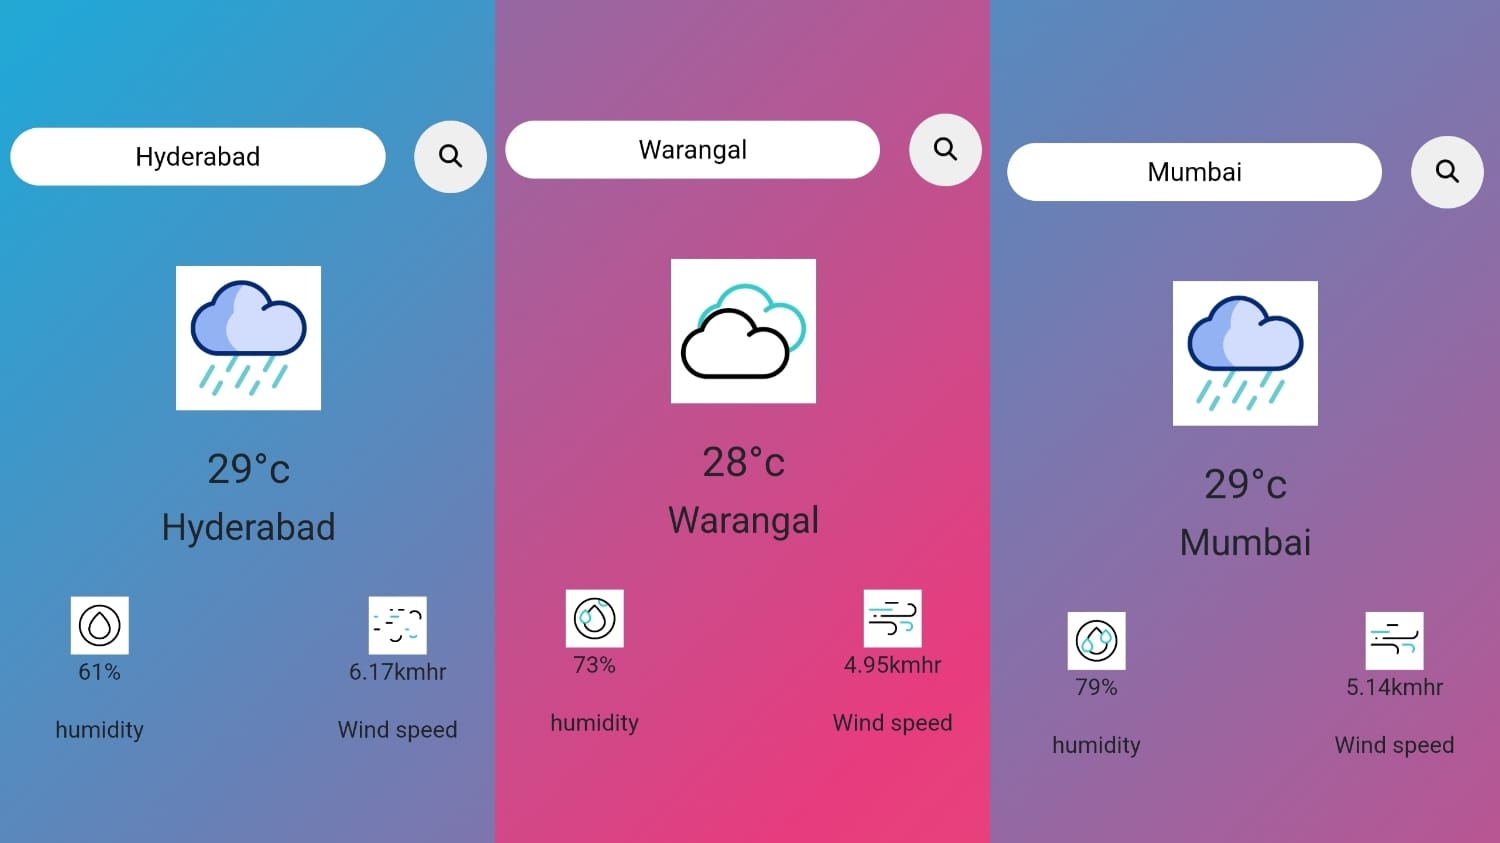 Hyderabad
29°c
Hyderabad
61%
6.17kmhr
humidity
Wind speed
Warangal
28°c
Warangal
73%
4.95kmhr
humidity
Wind speed
Mumbai
29°c
Mumbai
79%
5.14kmhr
humidity
Wind speed